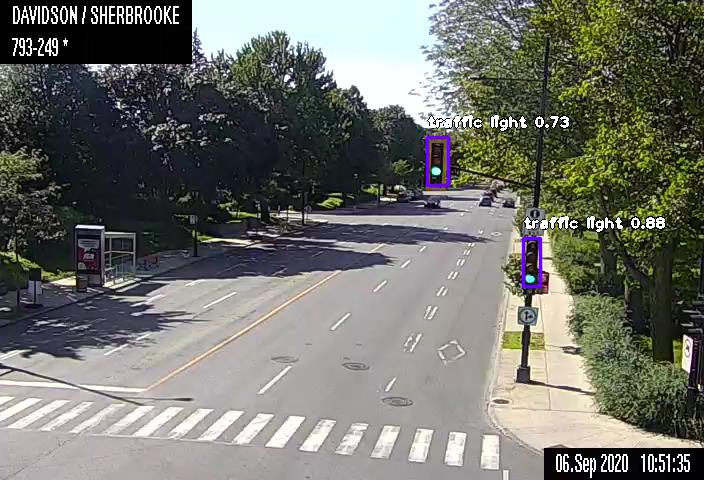 DAVIDSON / SHERBROOKE
793-249 *
traffic light 0.73
traffic light 0.88
06.Sep 2020 10:51:35